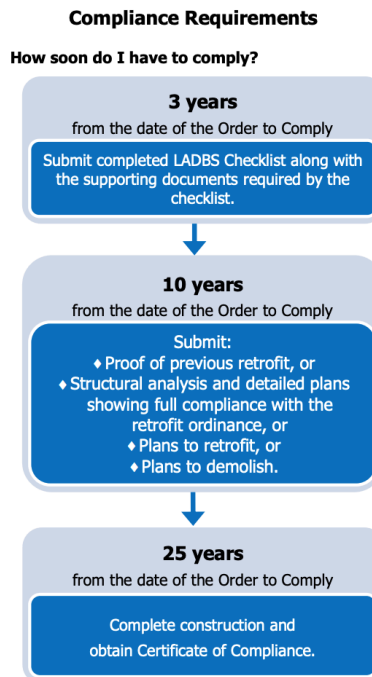 Compliance Requirements
How soon do I have to comply?
3 years
from the date of the Order to Comply
Submit completed LADBS Checklist along with
the supporting documents required by the
checklist.
10 years
from the date of the Order to Comply
Submit:
♦ Proof of previous retrofit, or
♦ Structural analysis and detailed plans
showing full compliance with the
retrofit ordinance, or
♦ Plans to retrofit, or
♦ Plans to demolish.
25 years
from the date of the Order to Comply
Complete construction and
obtain Certificate of Compliance.